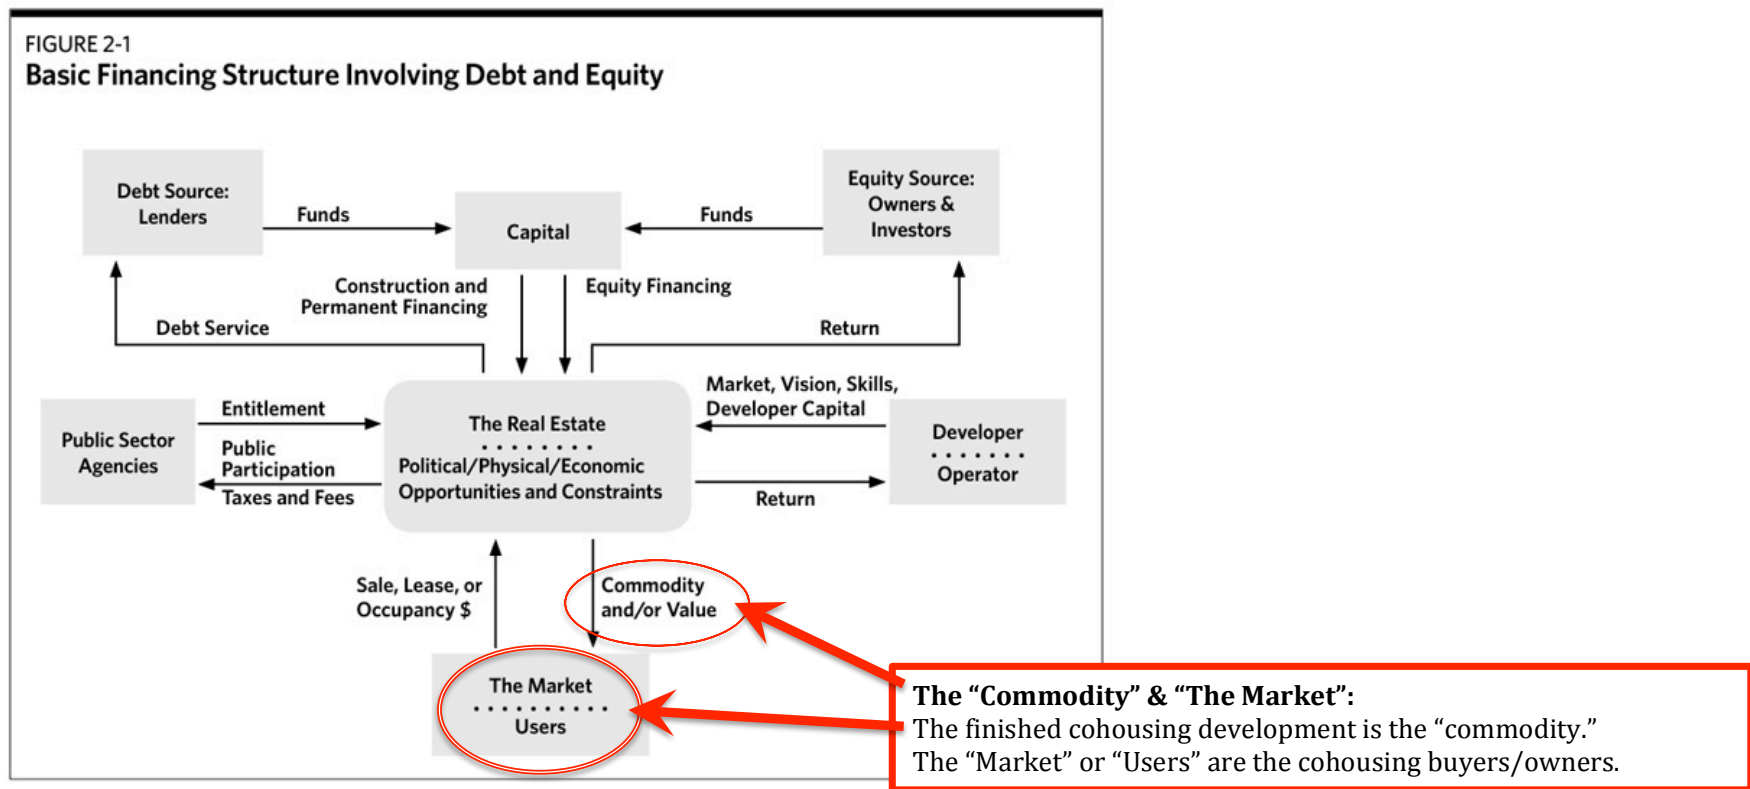 FIGURE 2-1
Basic Financing Structure Involving Debt and Equity
Debt Source:
Lenders
Funds
Capital
Funds
Equity Source:
Owners &
Investors
Construction and
Permanent Financing
Equity Financing
Debt Service
Return
Public Sector
Agencies
Entitlement
Public
Participation
Taxes and Fees
The Real Estate
Political/Physical/Economic
Opportunities and Constraints
Market, Vision, Skills,
Developer Capital
Return
Developer
Operator
Sale, Lease, or
Occupancy $
Commodity
and/or Value
The Market
Users
The “Commodity” & “The Market”:
The finished cohousing development is the “commodity.”
The “Market” or “Users” are the cohousing buyers/owners.